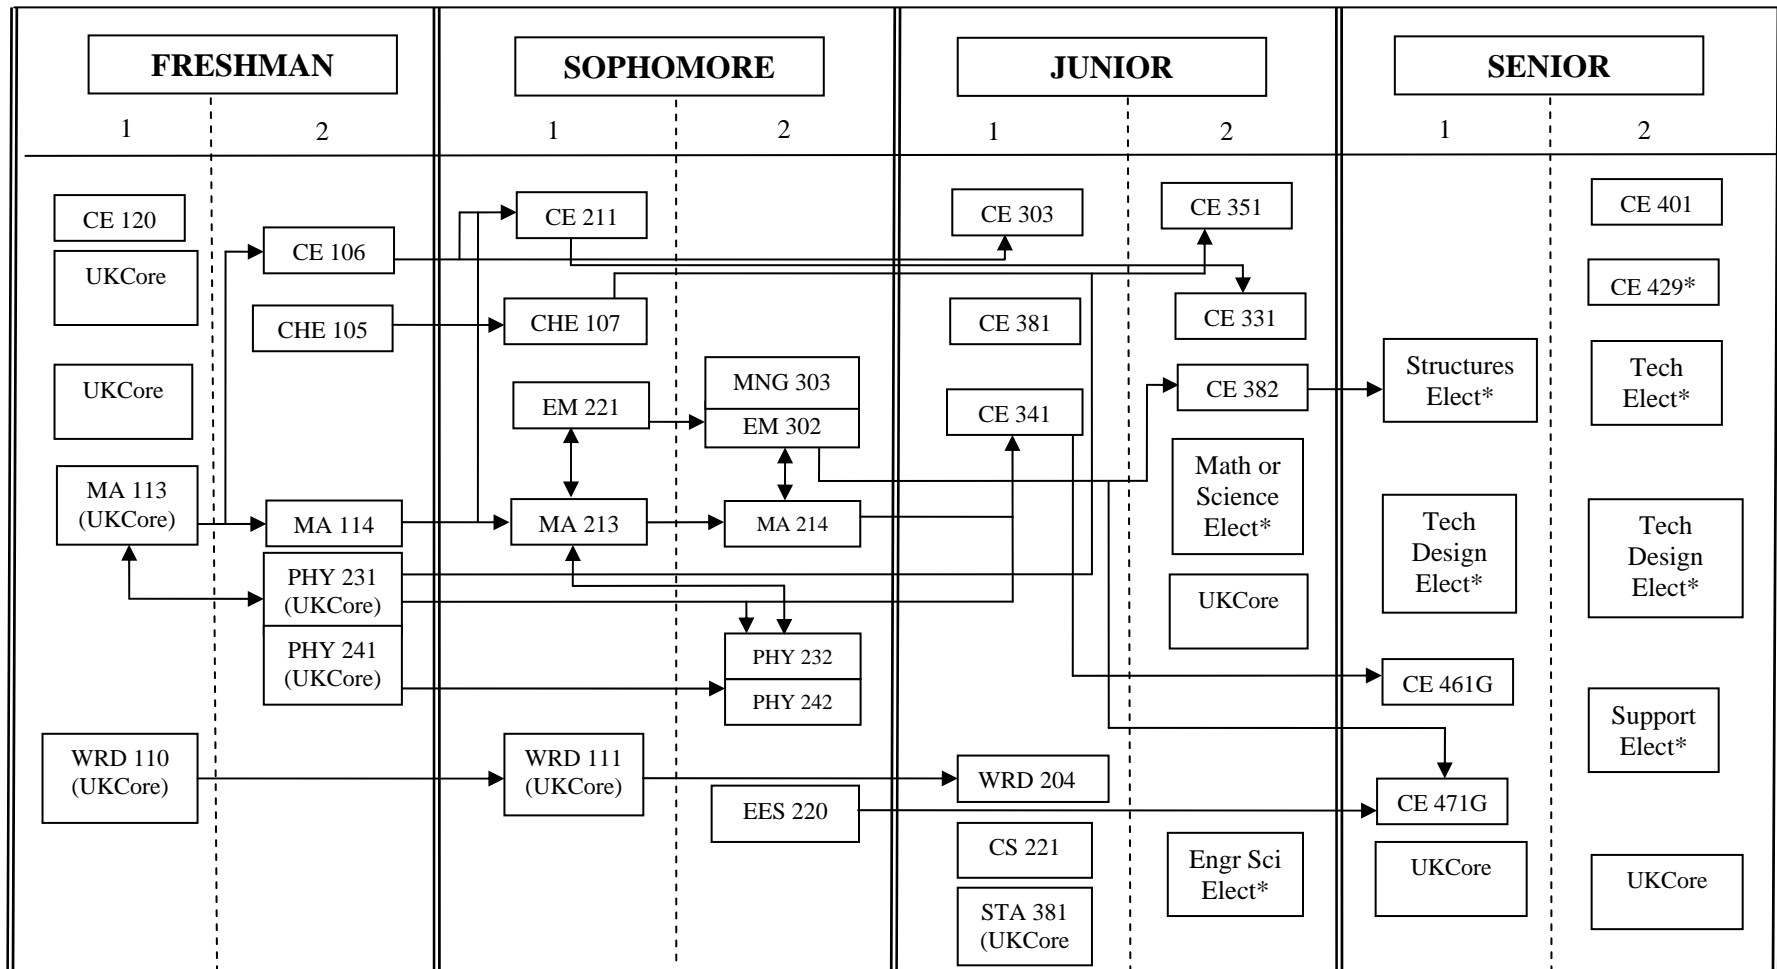 FRESHMAN
SOPHOMORE
JUNIOR
SENIOR
1
2
1
2
1
2
1
2
CE 120
UKCore
UKCore
MA 113
(UKCore)
WRD 110
(UKCore)
CE 106
CHE 105
MA 114
PHY 231
(UKCore)
PHY 241
(UKCore)
CE 211
CHE 107
EM 221
MA 213
WRD 111
(UKCore)
MNG 303
EM 302
MA 214
PHY 232
PHY 242
EES 220
CE 303
CE 381
CE 341
WRD 204
CS 221
STA 381
(UKCore
CE 351
CE 331
CE 382
Math or
Science
Elect*
UKCore
Engr Sci
Elect*
Structures
Elect*
Tech
Design
Elect*
CE 461G
CE 471G
UKCore
CE 401
CE 429*
Tech
Elect*
Tech
Design
Elect*
Support
Elect*
UKCore